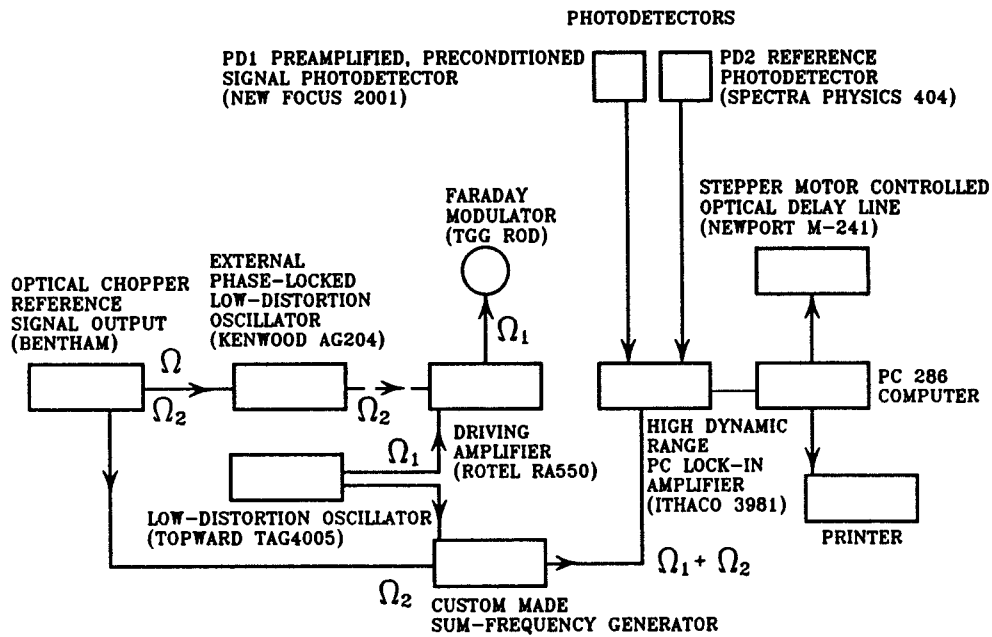 PHOTODETECTORS
PD1 PREAMPLIFIED, PRECONDITIONED
SIGNAL PHOTODETECTOR
(NEW FOCUS 2001)
PD2 REFERENCE
PHOTODETECTOR
(SPECTRA PHYSICS 404)
FARADAY
MODULATOR
(TGG ROD)
STEPPER MOTOR CONTROLLED
OPTICAL DELAY LINE
(NEWPORT M-241)
OPTICAL CHOPPER
REFERENCE
SIGNAL OUTPUT
(BENTHAM)
EXTERNAL
PHASE-LOCKED
LOW-DISTORTION
OSCILLATOR
(KENWOOD AG204)
Ω₁
Ω
Ω₂
Ω₂
PC 286
COMPUTER
Ω₁
DRIVING
AMPLIFIER
(ROTEL RA550)
HIGH DYNAMIC
RANGE
PC LOCK-IN
AMPLIFIER
(ITHACO 3981)
LOW-DISTORTION OSCILLATOR
(TOPWARD TAG4005)
PRINTER
Ω₁ + Ω₂
Ω₂
CUSTOM MADE
SUM-FREQUENCY GENERATOR